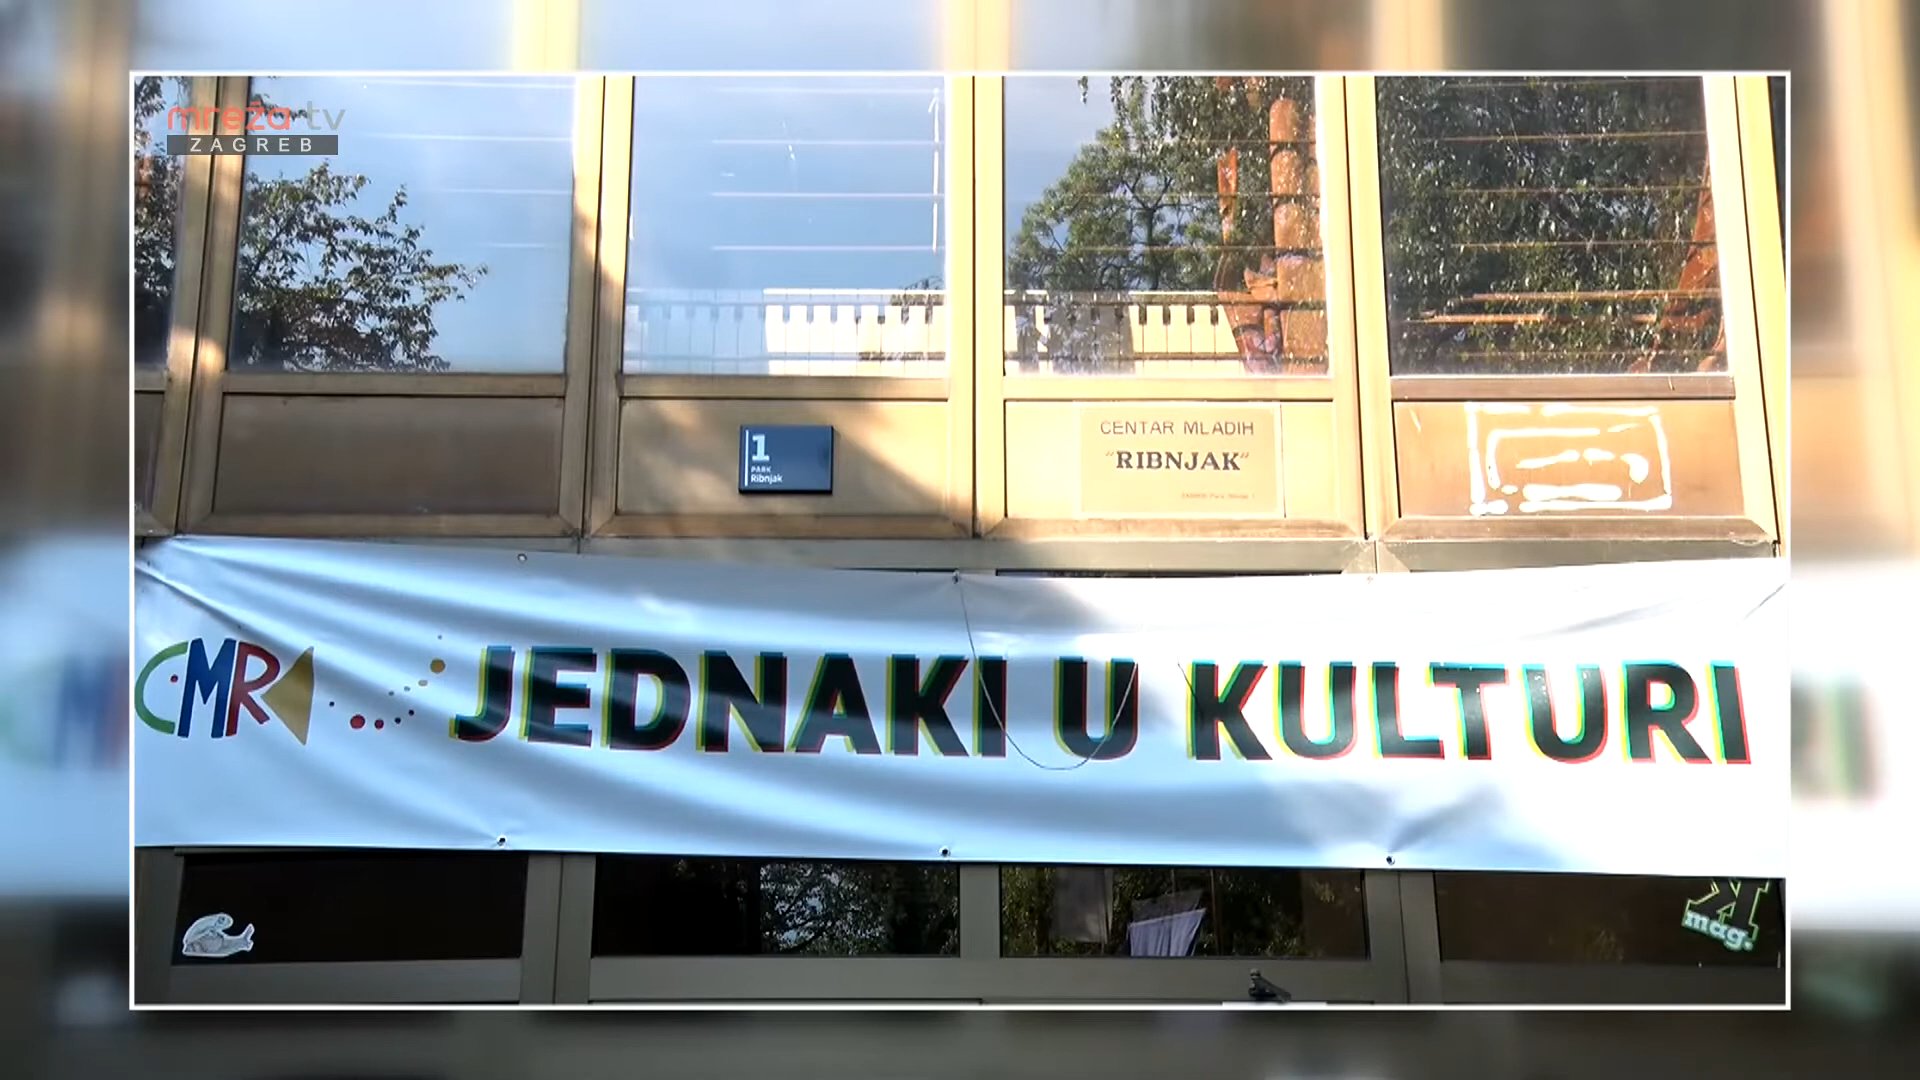 mreža tv
ZAGREB
1
PARK
Ribnjak
CENTAR MLADIH
"RIBNJAK"
CMR
JEDNAKI U KULTURI
K
mag.